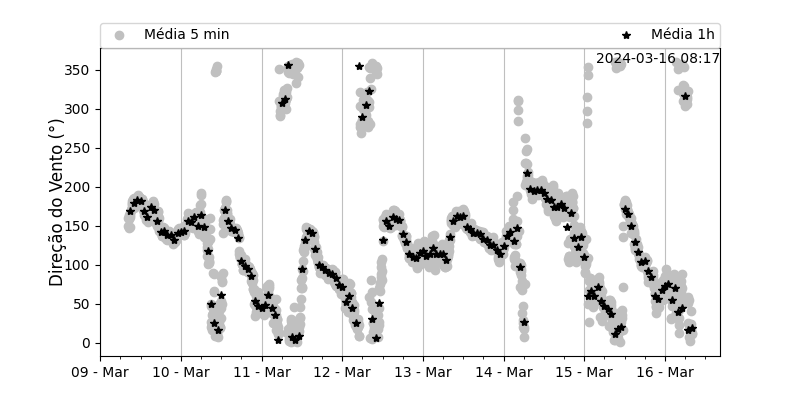 Média 5 min
Média 1h
2024-03-16 08:17
Direção do Vento (°)
350
300
250
200
150
100
50
0
09 - Mar
10 - Mar
11 - Mar
12 - Mar
13 - Mar
14 - Mar
15 - Mar
16 - Mar